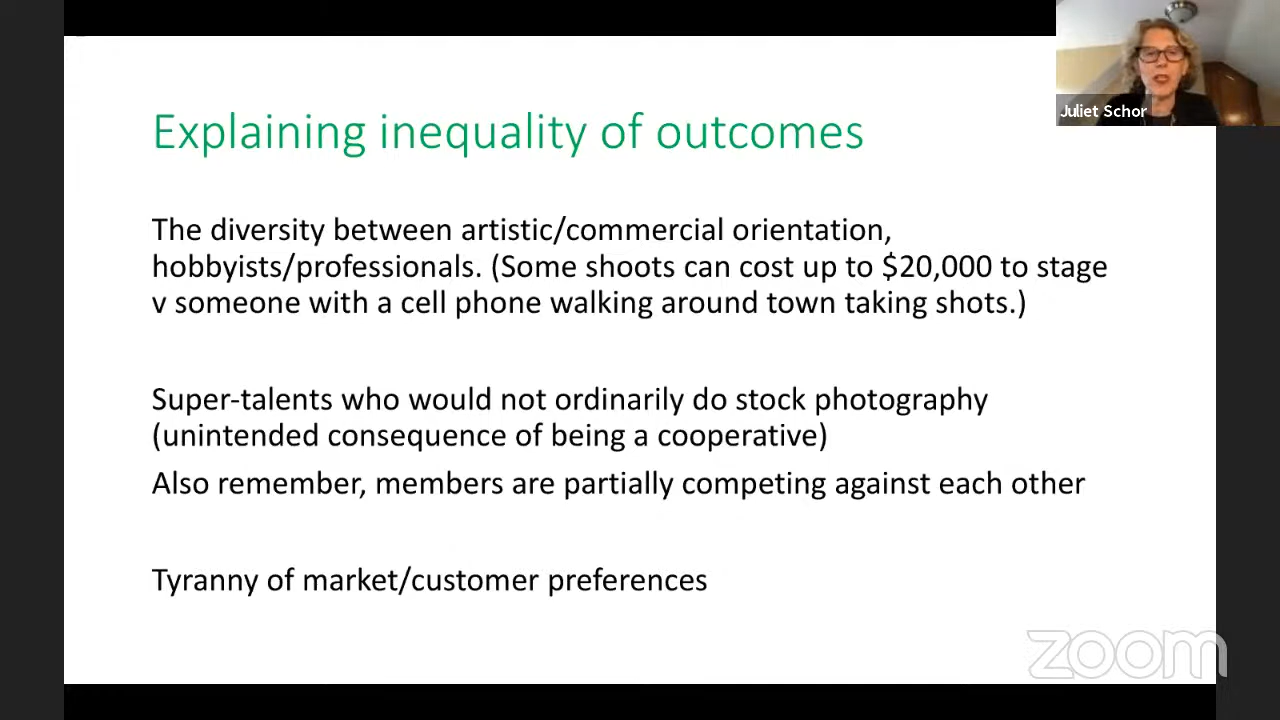 Juliet Schor
Explaining inequality of outcomes
The diversity between artistic/commercial orientation,
hobbyists/professionals. (Some shoots can cost up to $20,000 to stage
v someone with a cell phone walking around town taking shots.)
Super-talents who would not ordinarily do stock photography
(unintended consequence of being a cooperative)
Also remember, members are partially competing against each other
Tyranny of market/customer preferences
zoom